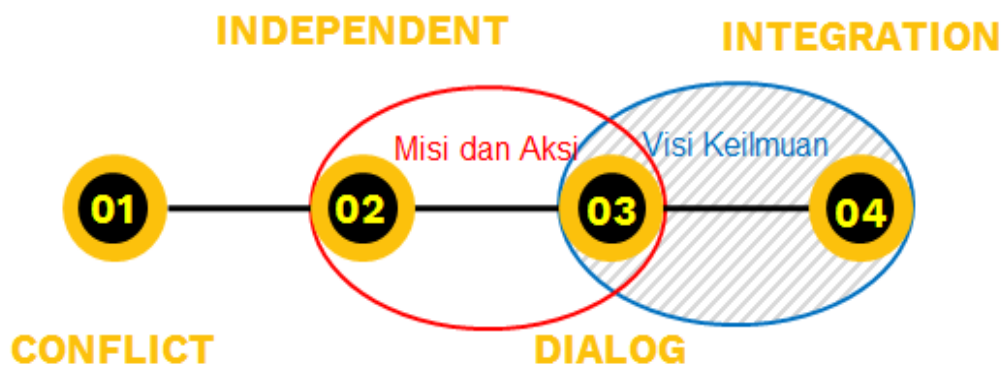 INDEPENDENT
INTEGRATION
Misi dan Aksi
Visi Keilmuan
01
02
03
04
CONFLICT
DIALOG